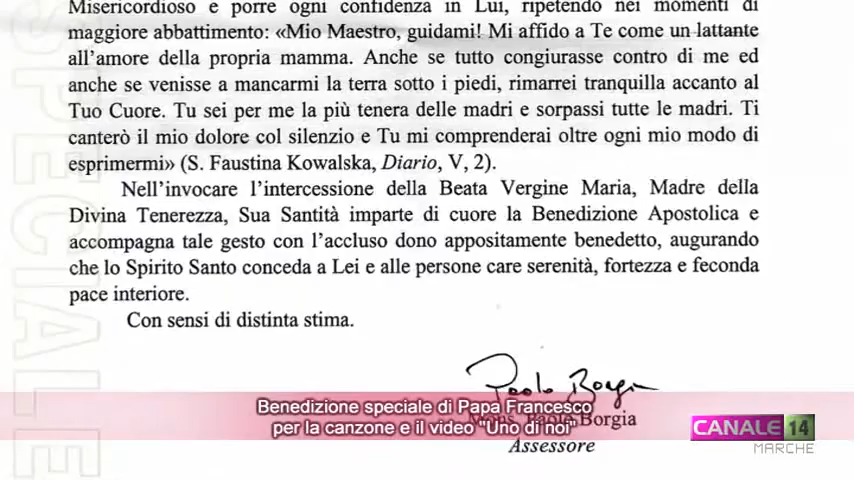 Misericordioso e porre ogni confidenza in Lui, ripetendo nei momenti di
maggiore abbattimento: «Mio Maestro, guidami! Mi affido a Te come un lattante
all'amore della propria mamma. Anche se tutto congiurasse contro di me ed
anche se venisse a mancarmi la terra sotto i piedi, rimarrei tranquilla accanto al
Tuo Cuore. Tu sei per me la più tenera delle madri e sorpassi tutte le madri. Ti
canterò il mio dolore col silenzio e Tu mi comprenderai oltre ogni mio modo di
esprimermi» (S. Faustina Kowalska, Diario, V, 2).
Nell'invocare l'intercessione della Beata Vergine Maria, Madre della
Divina Tenerezza, Sua Santità imparte di cuore la Benedizione Apostolica e
accompagna tale gesto con l'accluso dono appositamente benedetto, augurando
che lo Spirito Santo conceda a Lei e alle persone care serenità, fortezza e feconda
pace interiore.
Con sensi di distinta stima.
Paolo Borgia
Mons. Paolo Borgia
Assessore
Benedizione speciale di Papa Francesco
per la canzone e il video "Uno di noi"
CANALE 14
MARCHE
SPECIALE